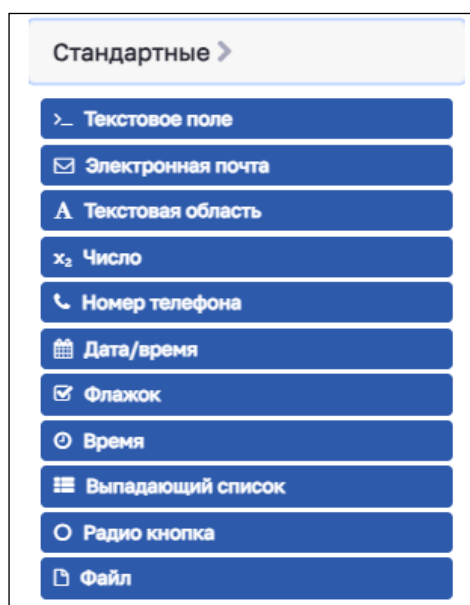 Стандартные
Текстовое поле
Электронная почта
Текстовая область
Число
Номер телефона
Дата/время
Флажок
Время
Выпадающий список
Радио кнопка
Файл